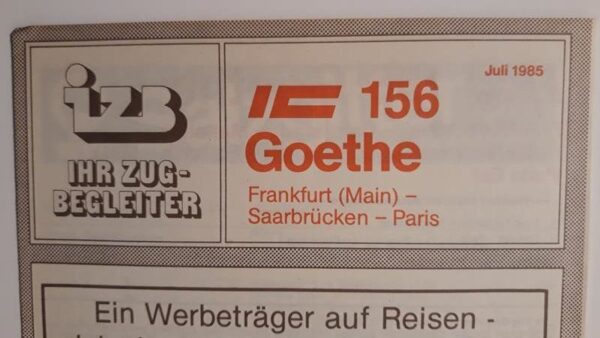 izB
IHR ZUG-
BEGLEITER
Juli 1985
IC 156
Goethe
Frankfurt (Main) –
Saarbrücken – Paris
Ein Werbeträger auf Reisen -